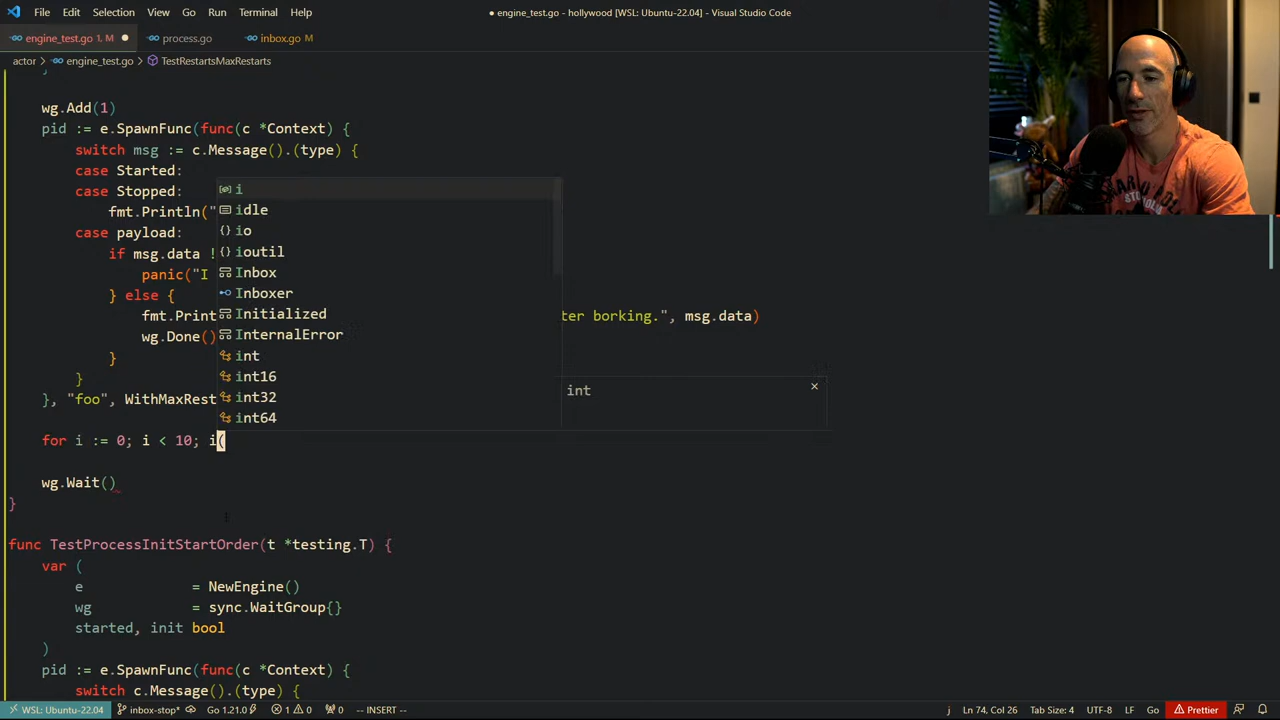 File Edit Selection View Go Run Terminal Help
● engine_test.go - hollywood [WSL: Ubuntu-22.04] - Visual Studio Code
engine_test.go 1, M ●
process.go
inbox.go M
actor > engine_test.go > TestRestartsMaxRestarts
}
wg.Add(1)
pid := e.SpawnFunc(func(c *Context) {
switch msg := c.Message().(type) {
case Started:
case Stopped:
fmt.Println("
case payload:
if msg.data !
panic("I
} else {
fmt.Print
ter borking.", msg.data)
wg.Done()
}
}
}, "foo", WithMaxRest
i
idle
io
ioutil
Inbox
Inboxer
Initialized
InternalError
int
int16
int32
int64
int
×
for i := 0; i < 10; i(
wg.Wait()
}
func TestProcessInitStartOrder(t *testing.T) {
var (
e = NewEngine()
wg = sync.WaitGroup{}
started, init bool
)
pid := e.SpawnFunc(func(c *Context) {
switch c.Message().(type) {
WSL: Ubuntu-22.04 inbox-stop* Go 1.21.0 1 0 0 -- INSERT -- j Ln 74, Col 26 Tab Size: 4 UTF-8 LF Go Prettier